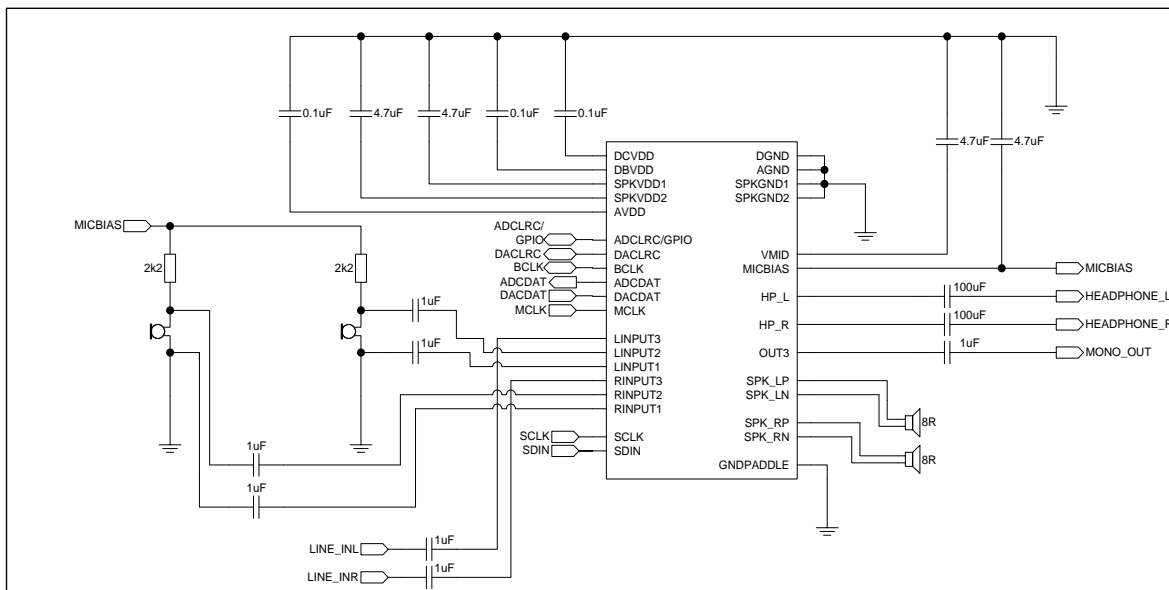 0.1uF
4.7uF
4.7uF
0.1uF
0.1uF
4.7uF
4.7uF
DCVDD
DBVDD
SPKVDD1
SPKVDD2
AVDD
DGND
AGND
SPKGND1
SPKGND2
MICBIAS
ADCLRC/
GPIO
DACLRC
BCLK
ADCDAT
DACDAT
MCLK
ADCLRC/GPIO
DACLRC
BCLK
ADCDAT
DACDAT
MCLK
VMID
MICBIAS
MICBIAS
2k2
2k2
1uF
1uF
HP_L
100uF
HEADPHONE_L
HP_R
100uF
HEADPHONE_R
OUT3
1uF
MONO_OUT
LINPUT3
LINPUT2
LINPUT1
RINPUT3
RINPUT2
RINPUT1
SPK_LP
SPK_LN
8R
SPK_RP
SPK_RN
8R
SCLK
SDIN
SCLK
SDIN
GNDPADDLE
1uF
1uF
LINE_INL
1uF
LINE_INR
1uF